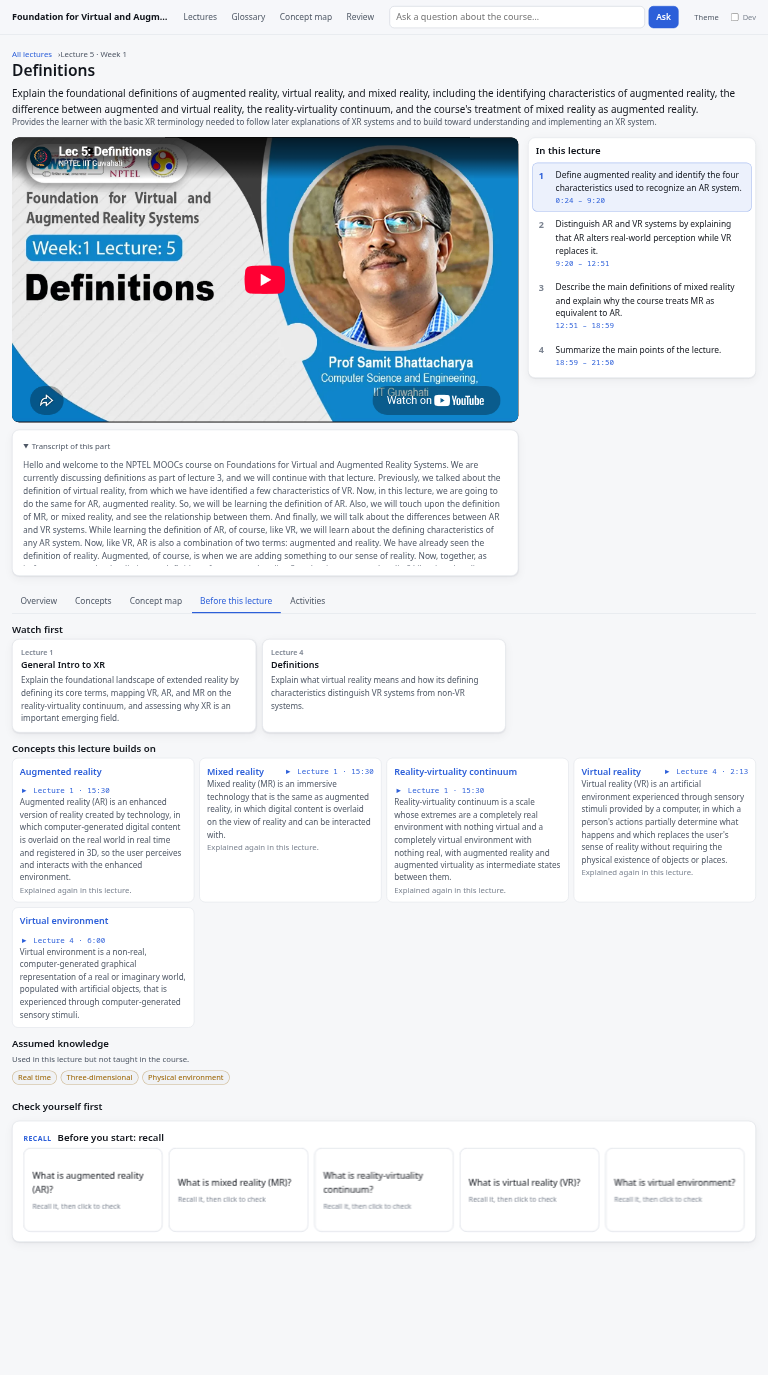 Foundation for Virtual and Augm...
Lectures
Glossary
Concept map
Review
Ask a question about the course...
Ask
Theme
Dev
All lectures ›Lecture 5 · Week 1
Definitions
Explain the foundational definitions of augmented reality, virtual reality, and mixed reality, including the identifying characteristics of augmented reality, the
difference between augmented and virtual reality, the reality-virtuality continuum, and the course's treatment of mixed reality as augmented reality.
Provides the learner with the basic XR terminology needed to follow later explanations of XR systems and to build toward understanding and implementing an XR system.
Lec 5: Definitions
NPTEL IIT Guwahati
NPTEL
Foundation for Virtual and
Augmented Reality Systems
Week:1 Lecture: 5
Definitions
Prof Samit Bhattacharya
Computer Science and Engineering,
IIT Guwahati
Watch on YouTube
In this lecture
1 Define augmented reality and identify the four
characteristics used to recognize an AR system.
0:24 – 9:20
2 Distinguish AR and VR systems by explaining
that AR alters real-world perception while VR
replaces it.
9:20 – 12:51
3 Describe the main definitions of mixed reality
and explain why the course treats MR as
equivalent to AR.
12:51 – 18:59
4 Summarize the main points of the lecture.
18:59 – 21:50
▼ Transcript of this part
Hello and welcome to the NPTEL MOOCs course on Foundations for Virtual and Augmented Reality Systems. We are
currently discussing definitions as part of lecture 3, and we will continue with that lecture. Previously, we talked about the
definition of virtual reality, from which we have identified a few characteristics of VR. Now, in this lecture, we are going to
do the same for AR, augmented reality. So, we will be learning the definition of AR. Also, we will touch upon the definition
of MR, or mixed reality, and see the relationship between them. And finally, we will talk about the differences between AR
and VR systems. While learning the definition of AR, of course, like VR, we will learn about the defining characteristics of
any AR system. Now, like VR, AR is also a combination of two terms: augmented and reality. We have already seen the
definition of reality. Augmented, of course, is when we are adding something to our sense of reality. Now, together, as
Overview
Concepts
Concept map
Before this lecture
Activities
Watch first
Lecture 1
General Intro to XR
Explain the foundational landscape of extended reality by
defining its core terms, mapping VR, AR, and MR on the
reality-virtuality continuum, and assessing why XR is an
important emerging field.
Lecture 4
Definitions
Explain what virtual reality means and how its defining
characteristics distinguish VR systems from non-VR
systems.
Concepts this lecture builds on
Augmented reality
► Lecture 1 · 15:30
Augmented reality (AR) is an enhanced
version of reality created by technology, in
which computer-generated digital content
is overlaid on the real world in real time
and registered in 3D, so the user perceives
and interacts with the enhanced
environment.
Explained again in this lecture.
Mixed reality ► Lecture 1 · 15:30
Mixed reality (MR) is an immersive
technology that is the same as augmented
reality, in which digital content is overlaid
on the view of reality and can be interacted
with.
Explained again in this lecture.
Reality-virtuality continuum
► Lecture 1 · 15:30
Reality-virtuality continuum is a scale
whose extremes are a completely real
environment with nothing virtual and a
completely virtual environment with
nothing real, with augmented reality and
augmented virtuality as intermediate states
between them.
Explained again in this lecture.
Virtual reality ► Lecture 4 · 2:13
Virtual reality (VR) is an artificial
environment experienced through sensory
stimuli provided by a computer, in which a
person's actions partially determine what
happens and which replaces the user's
sense of reality without requiring the
physical existence of objects or places.
Explained again in this lecture.
Virtual environment
► Lecture 4 · 6:00
Virtual environment is a non-real,
computer-generated graphical
representation of a real or imaginary world,
populated with artificial objects, that is
experienced through computer-generated
sensory stimuli.
Assumed knowledge
Used in this lecture but not taught in the course.
Real time
Three-dimensional
Physical environment
Check yourself first
RECALL Before you start: recall
What is augmented reality
(AR)?
Recall it, then click to check
What is mixed reality (MR)?
Recall it, then click to check
What is reality-virtuality
continuum?
Recall it, then click to check
What is virtual reality (VR)?
Recall it, then click to check
What is virtual environment?
Recall it, then click to check